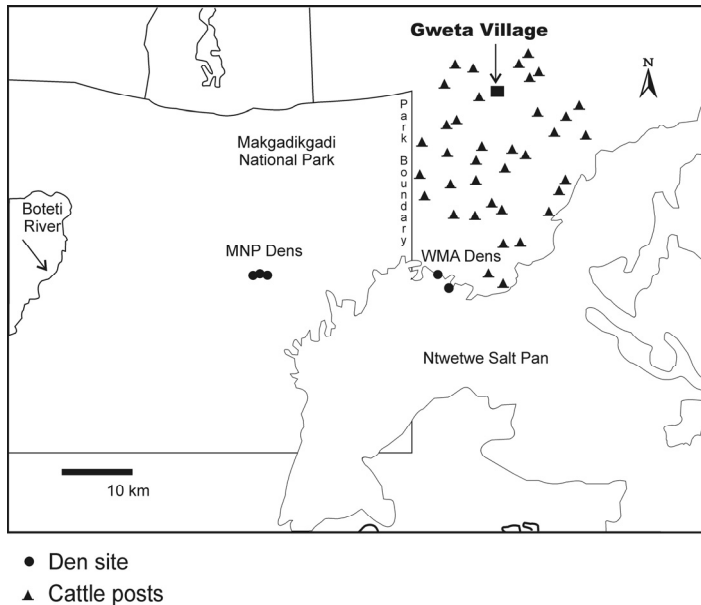 Gweta Village
N
Makgadikgadi
National Park
Park Boundary
Boteti
River
MNP Dens
WMA Dens
Ntwetwe Salt Pan
10 km
Den site
Cattle posts